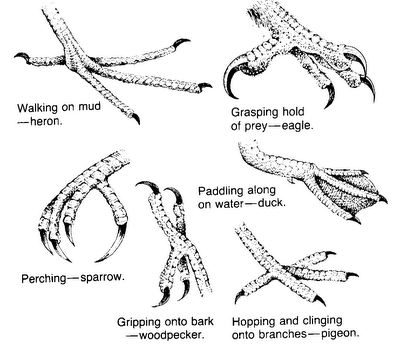 Walking on mud
—heron.
Grasping hold
of prey—eagle.
Paddling along
on water—duck.
Perching—sparrow.
Gripping onto bark
—woodpecker.
Hopping and clinging
onto branches—pigeon.